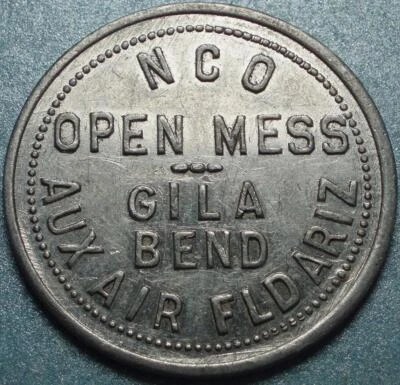 NCO
OPEN MESS
GILA
BEND
AUX AIR FLD ARIZ